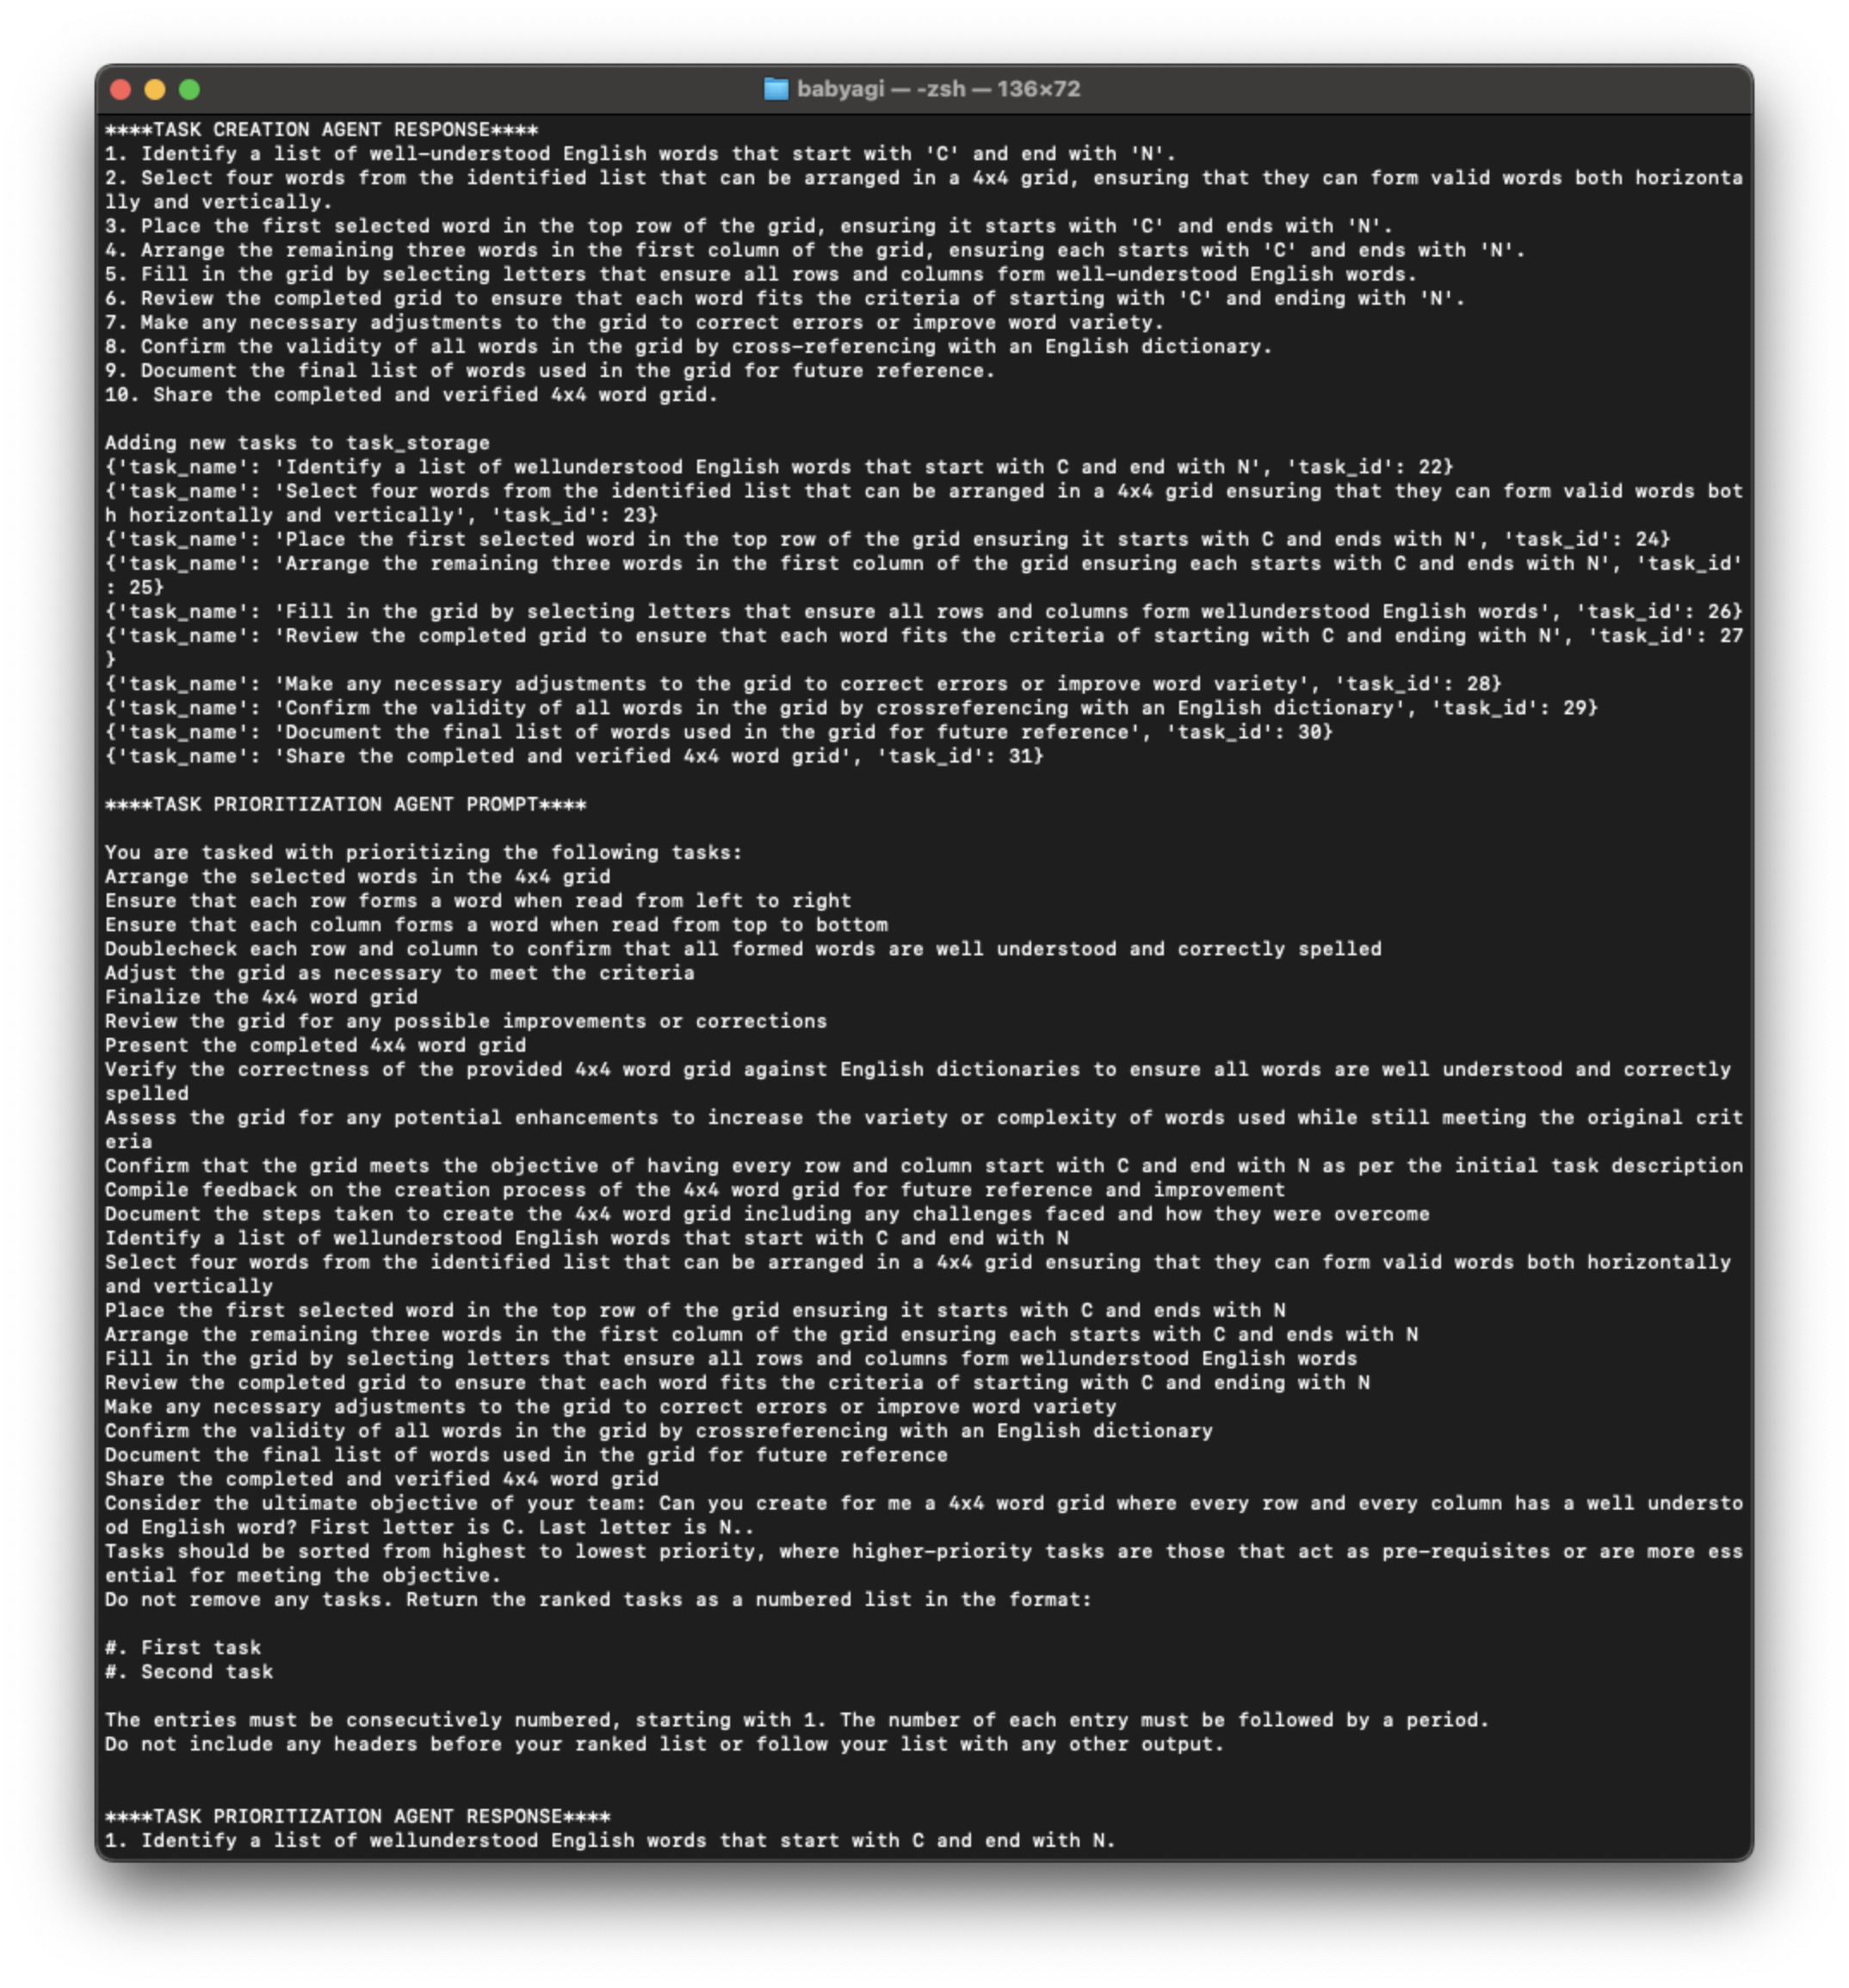 babyagi — -zsh — 136×72
****TASK CREATION AGENT RESPONSE****
1. Identify a list of well-understood English words that start with 'C' and end with 'N'.
2. Select four words from the identified list that can be arranged in a 4x4 grid, ensuring that they can form valid words both horizonta
lly and vertically.
3. Place the first selected word in the top row of the grid, ensuring it starts with 'C' and ends with 'N'.
4. Arrange the remaining three words in the first column of the grid, ensuring each starts with 'C' and ends with 'N'.
5. Fill in the grid by selecting letters that ensure all rows and columns form well-understood English words.
6. Review the completed grid to ensure that each word fits the criteria of starting with 'C' and ending with 'N'.
7. Make any necessary adjustments to the grid to correct errors or improve word variety.
8. Confirm the validity of all words in the grid by cross-referencing with an English dictionary.
9. Document the final list of words used in the grid for future reference.
10. Share the completed and verified 4x4 word grid.
Adding new tasks to task_storage
{'task_name': 'Identify a list of wellunderstood English words that start with C and end with N', 'task_id': 22}
{'task_name': 'Select four words from the identified list that can be arranged in a 4x4 grid ensuring that they can form valid words bot
h horizontally and vertically', 'task_id': 23}
{'task_name': 'Place the first selected word in the top row of the grid ensuring it starts with C and ends with N', 'task_id': 24}
{'task_name': 'Arrange the remaining three words in the first column of the grid ensuring each starts with C and ends with N', 'task_id'
: 25}
{'task_name': 'Fill in the grid by selecting letters that ensure all rows and columns form wellunderstood English words', 'task_id': 26}
{'task_name': 'Review the completed grid to ensure that each word fits the criteria of starting with C and ending with N', 'task_id': 27
}
{'task_name': 'Make any necessary adjustments to the grid to correct errors or improve word variety', 'task_id': 28}
{'task_name': 'Confirm the validity of all words in the grid by crossreferencing with an English dictionary', 'task_id': 29}
{'task_name': 'Document the final list of words used in the grid for future reference', 'task_id': 30}
{'task_name': 'Share the completed and verified 4x4 word grid', 'task_id': 31}
****TASK PRIORITIZATION AGENT PROMPT****
You are tasked with prioritizing the following tasks:
Arrange the selected words in the 4x4 grid
Ensure that each row forms a word when read from left to right
Ensure that each column forms a word when read from top to bottom
Doublecheck each row and column to confirm that all formed words are well understood and correctly spelled
Adjust the grid as necessary to meet the criteria
Finalize the 4x4 word grid
Review the grid for any possible improvements or corrections
Present the completed 4x4 word grid
Verify the correctness of the provided 4x4 word grid against English dictionaries to ensure all words are well understood and correctly
spelled
Assess the grid for any potential enhancements to increase the variety or complexity of words used while still meeting the original crit
eria
Confirm that the grid meets the objective of having every row and column start with C and end with N as per the initial task description
Compile feedback on the creation process of the 4x4 word grid for future reference and improvement
Document the steps taken to create the 4x4 word grid including any challenges faced and how they were overcome
Identify a list of wellunderstood English words that start with C and end with N
Select four words from the identified list that can be arranged in a 4x4 grid ensuring that they can form valid words both horizontally
and vertically
Place the first selected word in the top row of the grid ensuring it starts with C and ends with N
Arrange the remaining three words in the first column of the grid ensuring each starts with C and ends with N
Fill in the grid by selecting letters that ensure all rows and columns form wellunderstood English words
Review the completed grid to ensure that each word fits the criteria of starting with C and ending with N
Make any necessary adjustments to the grid to correct errors or improve word variety
Confirm the validity of all words in the grid by crossreferencing with an English dictionary
Document the final list of words used in the grid for future reference
Share the completed and verified 4x4 word grid
Consider the ultimate objective of your team: Can you create for me a 4x4 word grid where every row and every column has a well understo
od English word? First letter is C. Last letter is N..
Tasks should be sorted from highest to lowest priority, where higher-priority tasks are those that act as pre-requisites or are more ess
ential for meeting the objective.
Do not remove any tasks. Return the ranked tasks as a numbered list in the format:
#. First task
#. Second task
The entries must be consecutively numbered, starting with 1. The number of each entry must be followed by a period.
Do not include any headers before your ranked list or follow your list with any other output.
****TASK PRIORITIZATION AGENT RESPONSE****
1. Identify a list of wellunderstood English words that start with C and end with N.